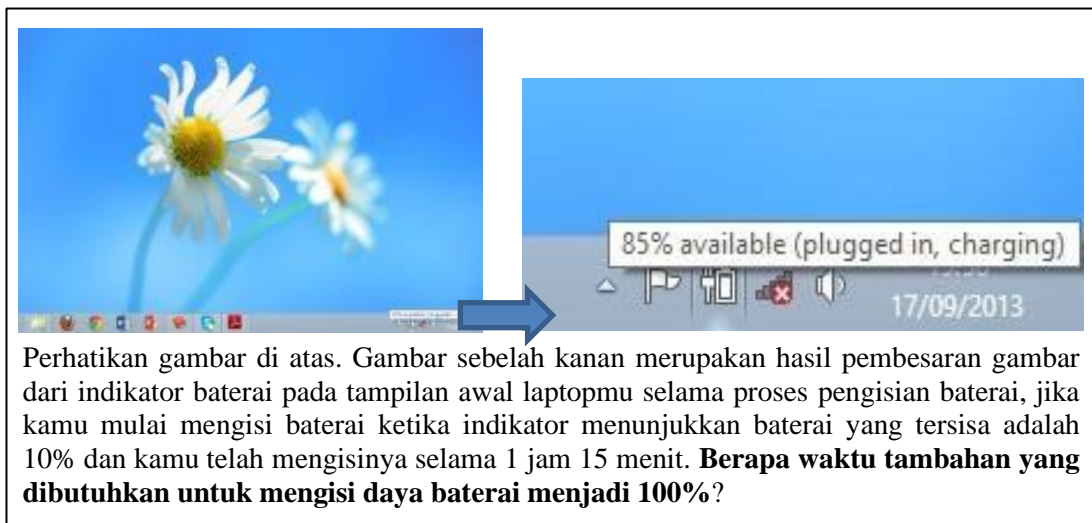 85% available (plugged in, charging)
17/09/2013
Perhatikan gambar di atas. Gambar sebelah kanan merupakan hasil pembesaran gambar
dari indikator baterai pada tampilan awal laptopmu selama proses pengisian baterai, jika
kamu mulai mengisi baterai ketika indikator menunjukkan baterai yang tersisa adalah
10% dan kamu telah mengisinya selama 1 jam 15 menit. Berapa waktu tambahan yang
dibutuhkan untuk mengisi daya baterai menjadi 100%?